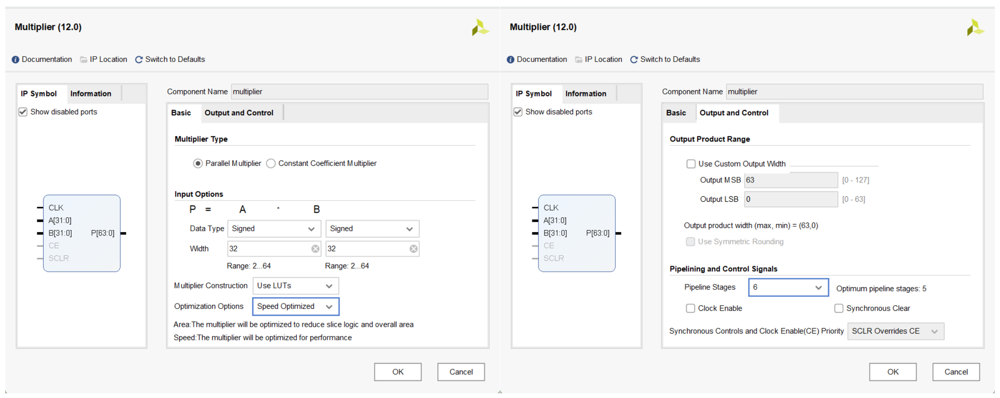 Multiplier (12.0)
Documentation IP Location Switch to Defaults
IP Symbol Information
Show disabled ports
CLK
A[31:0]
B[31:0] P[63:0]
CE
SCLR
Component Name multiplier
Basic Output and Control
Multiplier Type
Parallel Multiplier Constant Coefficient Multiplier
Input Options
P = A * B
Data Type Signed Signed
Width 32 32
Range: 2...64 Range: 2...64
Multiplier Construction Use LUTs
Optimization Options Speed Optimized
Area:The multiplier will be optimized to reduce slice logic and overall area
Speed:The multiplier will be optimized for performance
OK Cancel
Multiplier (12.0)
Documentation IP Location Switch to Defaults
IP Symbol Information
Show disabled ports
CLK
A[31:0]
B[31:0] P[63:0]
CE
SCLR
Component Name multiplier
Basic Output and Control
Output Product Range
Use Custom Output Width
Output MSB 63 [0 - 127]
Output LSB 0 [0 - 63]
Output product width (max, min) = (63,0)
Use Symmetric Rounding
Pipelining and Control Signals
Pipeline Stages 6 Optimum pipeline stages: 5
Clock Enable Synchronous Clear
Synchronous Controls and Clock Enable(CE) Priority SCLR Overrides CE
OK Cancel